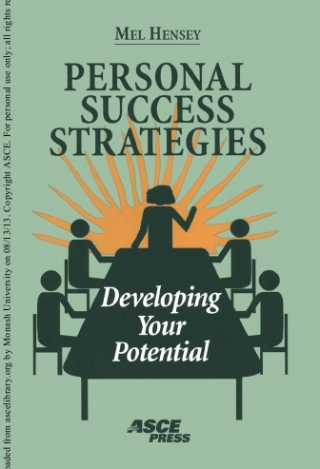 MEL HENSEY
PERSONAL
SUCCESS
STRATEGIES
Developing
Your
Potential
ASCE
PRESS
oaded from ascelibrary.org by Monash University on 08/13/13. Copyright ASCE. For personal use only; all rights re